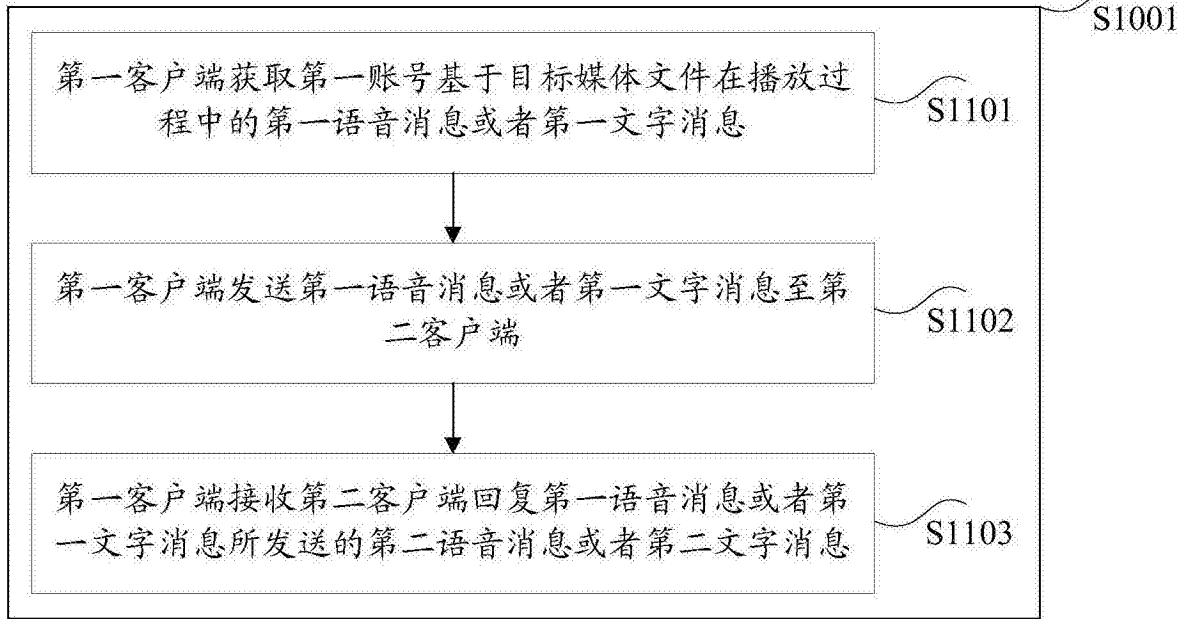 S1001
第一客户端获取第一账号基于目标媒体文件在播放过
程中的第一语音消息或者第一文字消息
S1101
第一客户端发送第一语音消息或者第一文字消息至第
二客户端
S1102
第一客户端接收第二客户端回复第一语音消息或者第
一文字消息所发送的第二语音消息或者第二文字消息
S1103